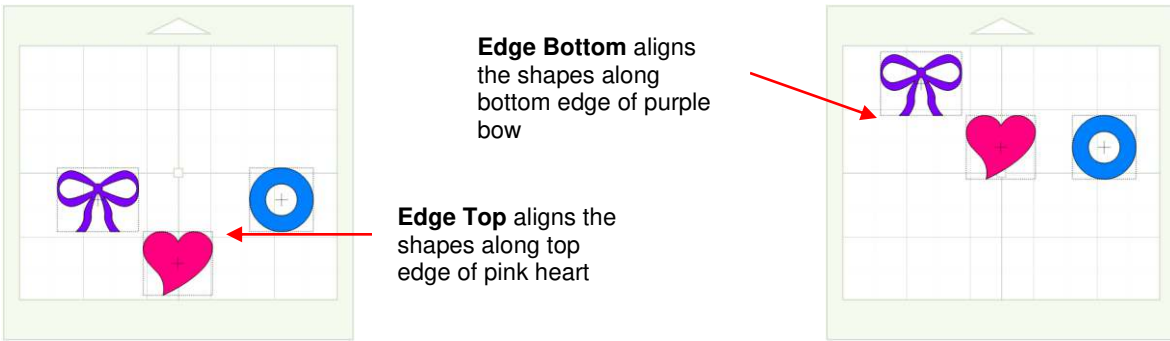 Edge Bottom aligns
the shapes along
bottom edge of purple
bow
Edge Top aligns the
shapes along top
edge of pink heart